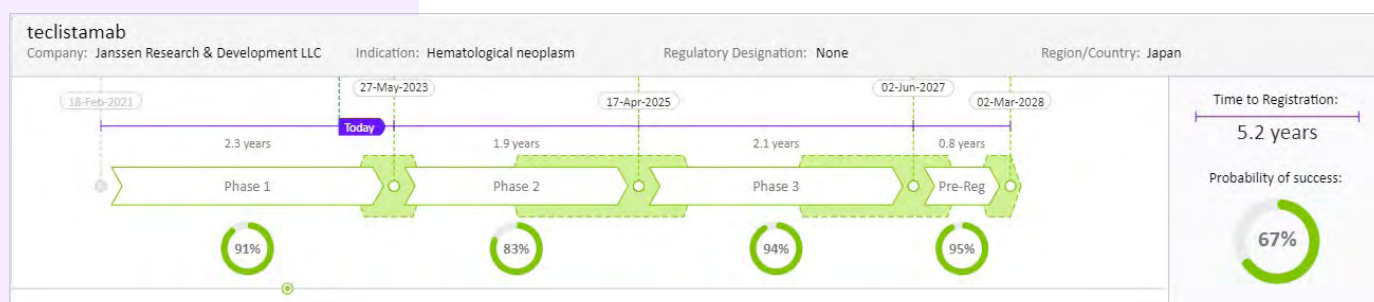 teclistamab
Company: Janssen Research & Development LLC Indication: Hematological neoplasm Regulatory Designation: None Region/Country: Japan
27-May-2023 02-Jun-2027
18-Feb-2021 17-Apr-2025 02-Mar-2028
Time to Registration:
Today
5.2 years
2.3 years 1.9 years 2.1 years 0.8 years
Phase 1 Phase 2 Phase 3 Pre-Reg
Probability of success:
91% 83% 94% 95%
67%